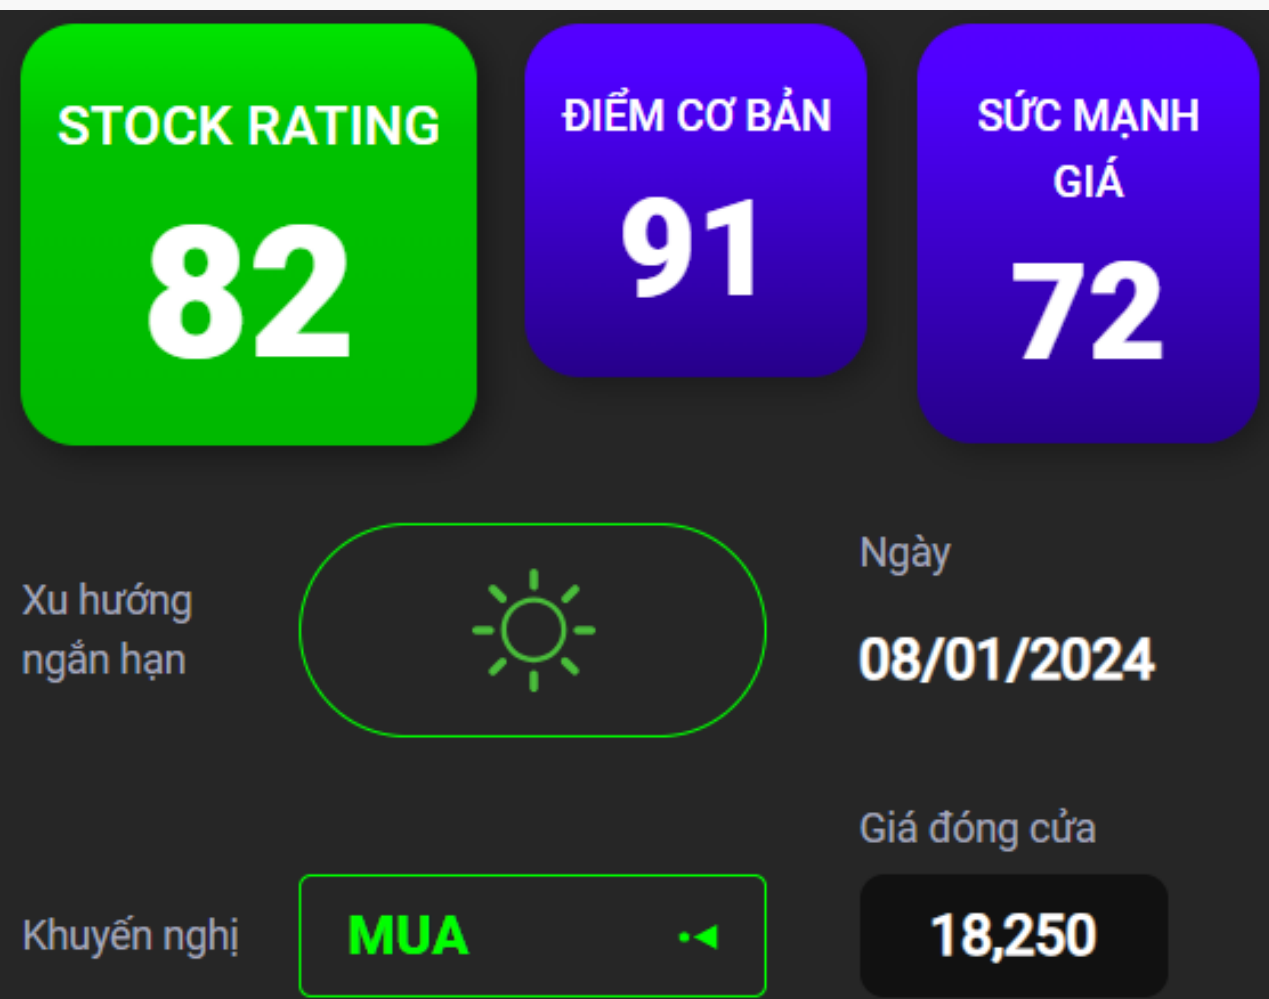 STOCK RATING
82
ĐIỂM CƠ BẢN
91
SỨC MẠNH
GIÁ
72
Xu hướng
ngắn hạn
Ngày
08/01/2024
Khuyến nghị
MUA
Giá đóng cửa
18,250